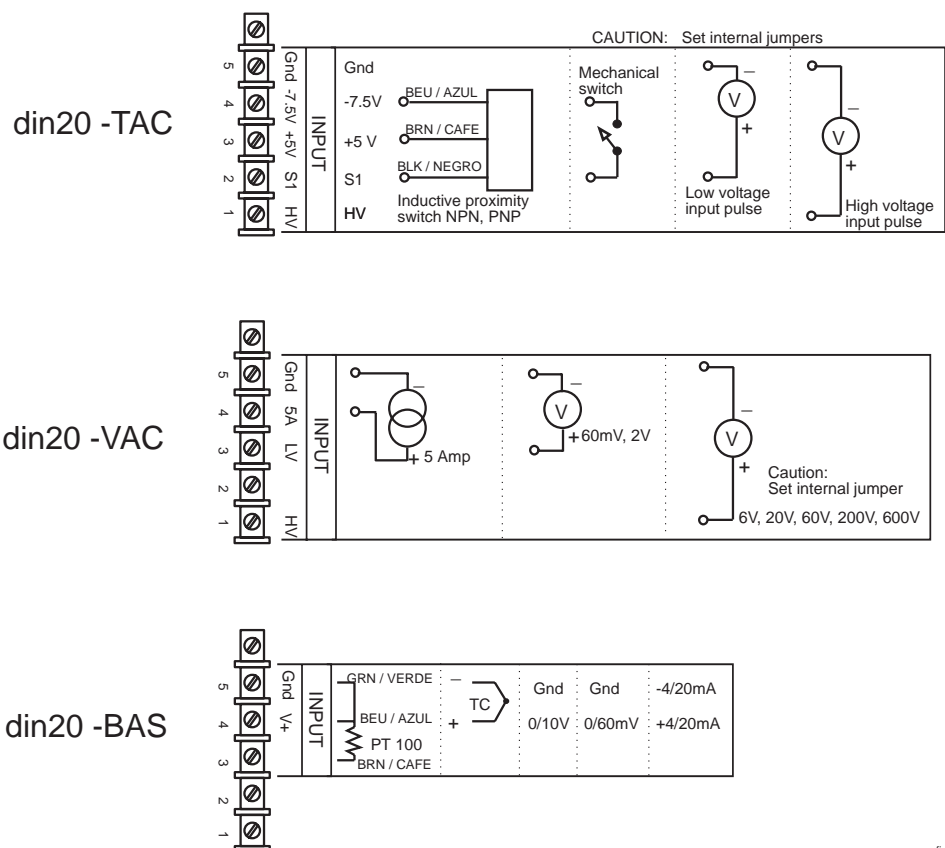 din20 -TAC
5
4
3
2
1
Gnd -7.5V +5V S1 HV
INPUT
Gnd
-7.5V
+5 V
S1
HV
BEU / AZUL
BRN / CAFE
BLK / NEGRO
Inductive proximity
switch NPN, PNP
CAUTION: Set internal jumpers
Mechanical
switch
–
V
+
Low voltage
input pulse
–
V
+
High voltage
input pulse
din20 -VAC
5
4
3
2
1
Gnd 5A LV HV
INPUT
–
+ 5 Amp
–
V
+60mV, 2V
–
V
+
Caution:
Set internal jumper
6V, 20V, 60V, 200V, 600V
din20 -BAS
5
4
3
2
1
Gnd V+
INPUT
GRN / VERDE
BEU / AZUL
PT 100
BRN / CAFE
–
TC
+
Gnd
0/10V
Gnd
0/60mV
-4/20mA
+4/20mA